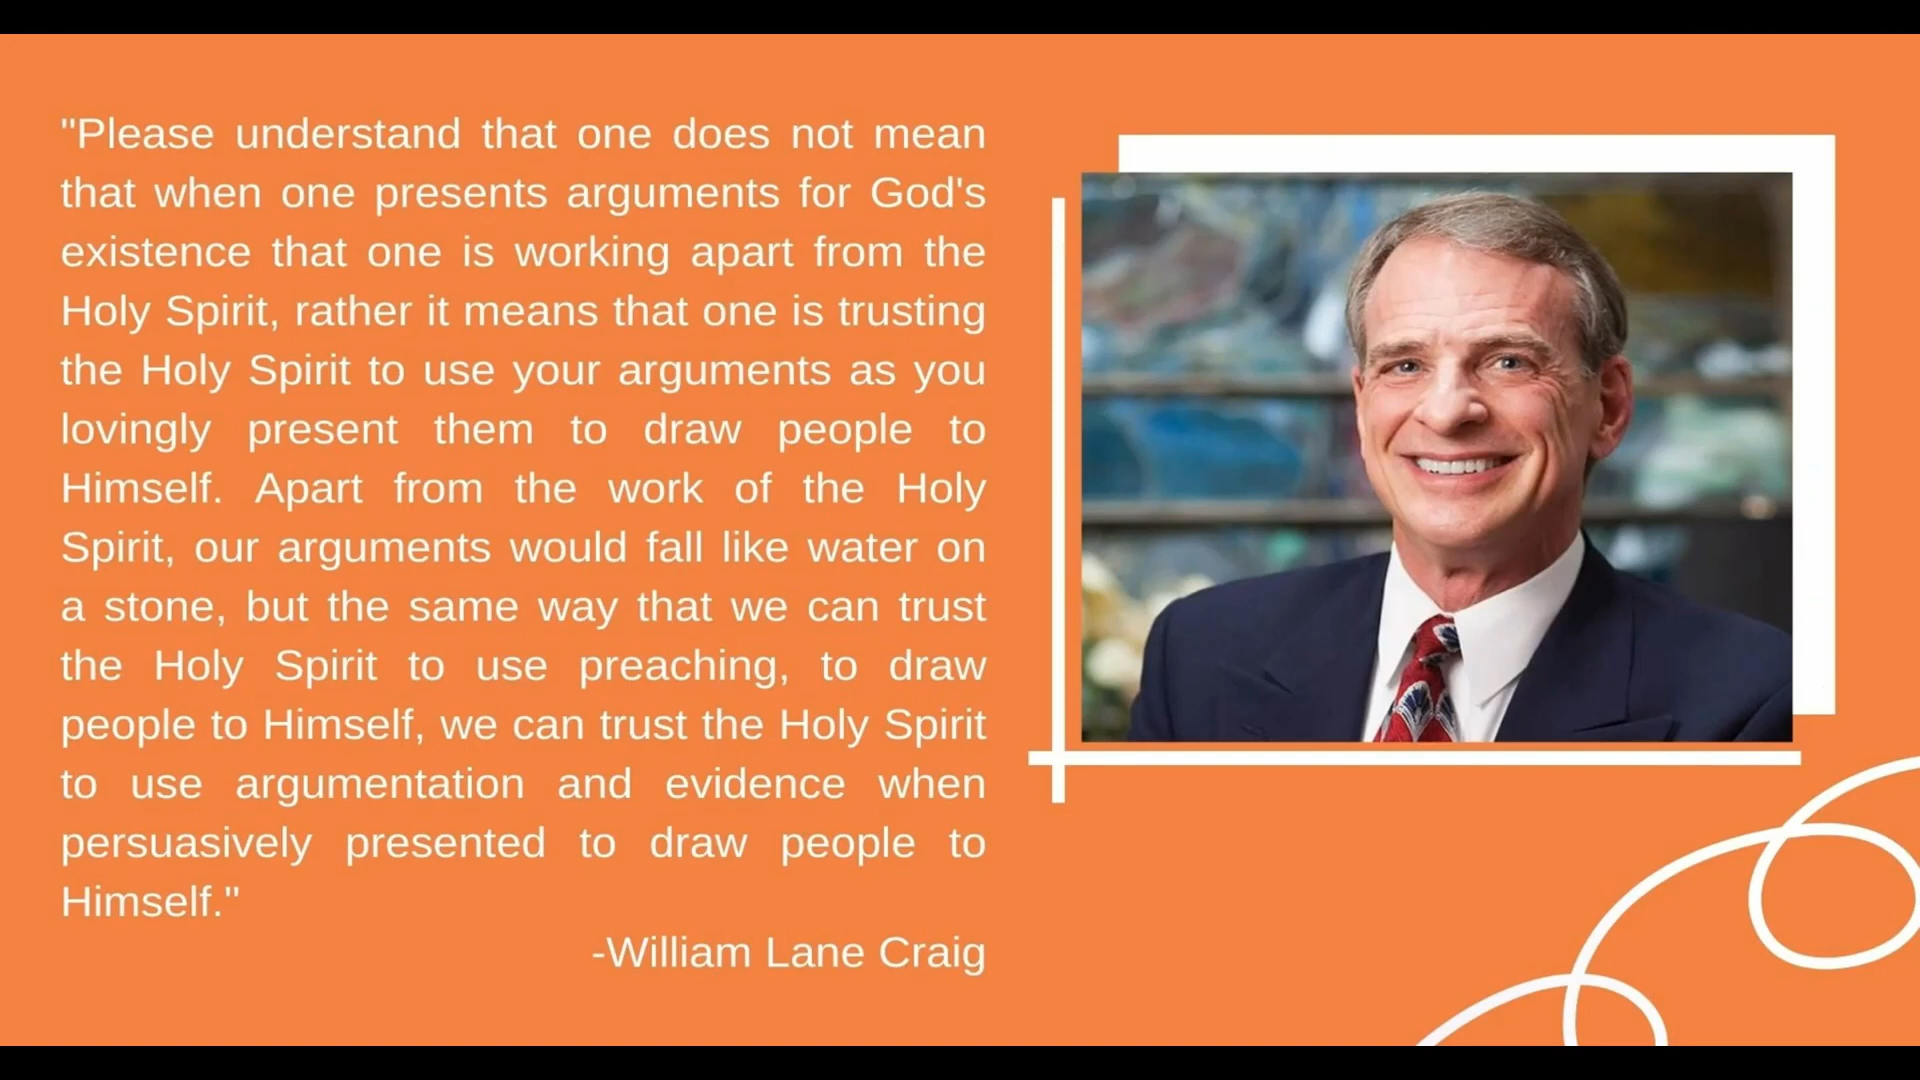 "Please understand that one does not mean
that when one presents arguments for God's
existence that one is working apart from the
Holy Spirit, rather it means that one is trusting
the Holy Spirit to use your arguments as you
lovingly present them to draw people to
Himself. Apart from the work of the Holy
Spirit, our arguments would fall like water on
a stone, but the same way that we can trust
the Holy Spirit to use preaching, to draw
people to Himself, we can trust the Holy Spirit
to use argumentation and evidence when
persuasively presented to draw people to
Himself."
-William Lane Craig